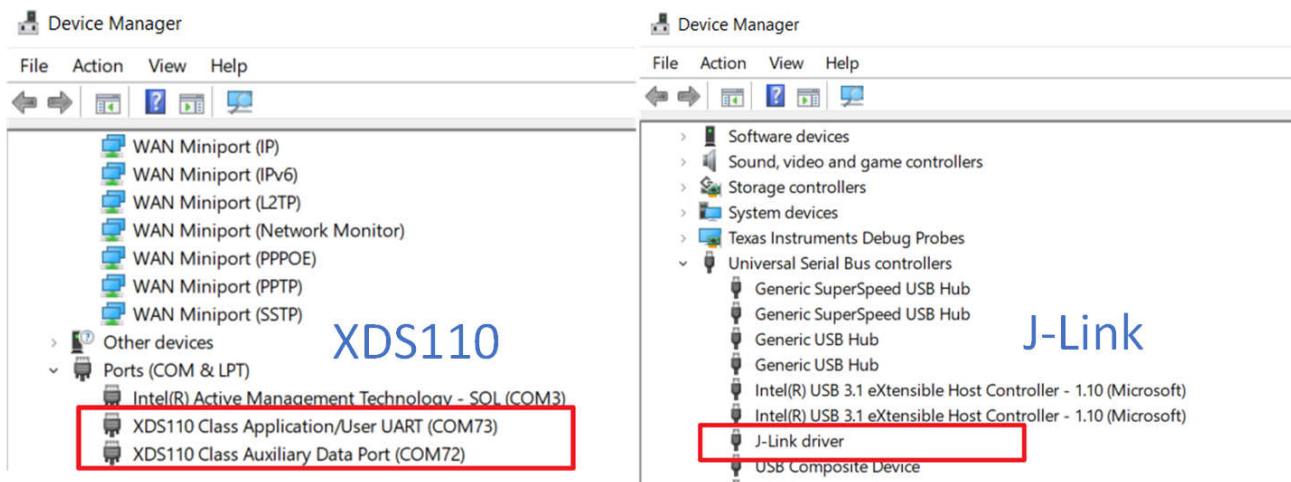 Device Manager
File Action View Help
WAN Miniport (IP)
WAN Miniport (IPv6)
WAN Miniport (L2TP)
WAN Miniport (Network Monitor)
WAN Miniport (PPPOE)
WAN Miniport (PPTP)
WAN Miniport (SSTP)
Other devices
XDS110
Ports (COM & LPT)
Intel(R) Active Management Technology - SOL (COM3)
XDS110 Class Application/User UART (COM73)
XDS110 Class Auxiliary Data Port (COM72)
Device Manager
File Action View Help
Software devices
Sound, video and game controllers
Storage controllers
System devices
Texas Instruments Debug Probes
Universal Serial Bus controllers
Generic SuperSpeed USB Hub
Generic SuperSpeed USB Hub
Generic USB Hub
J-Link
Generic USB Hub
Intel(R) USB 3.1 eXtensible Host Controller - 1.10 (Microsoft)
Intel(R) USB 3.1 eXtensible Host Controller - 1.10 (Microsoft)
J-Link driver
USB Composite Device